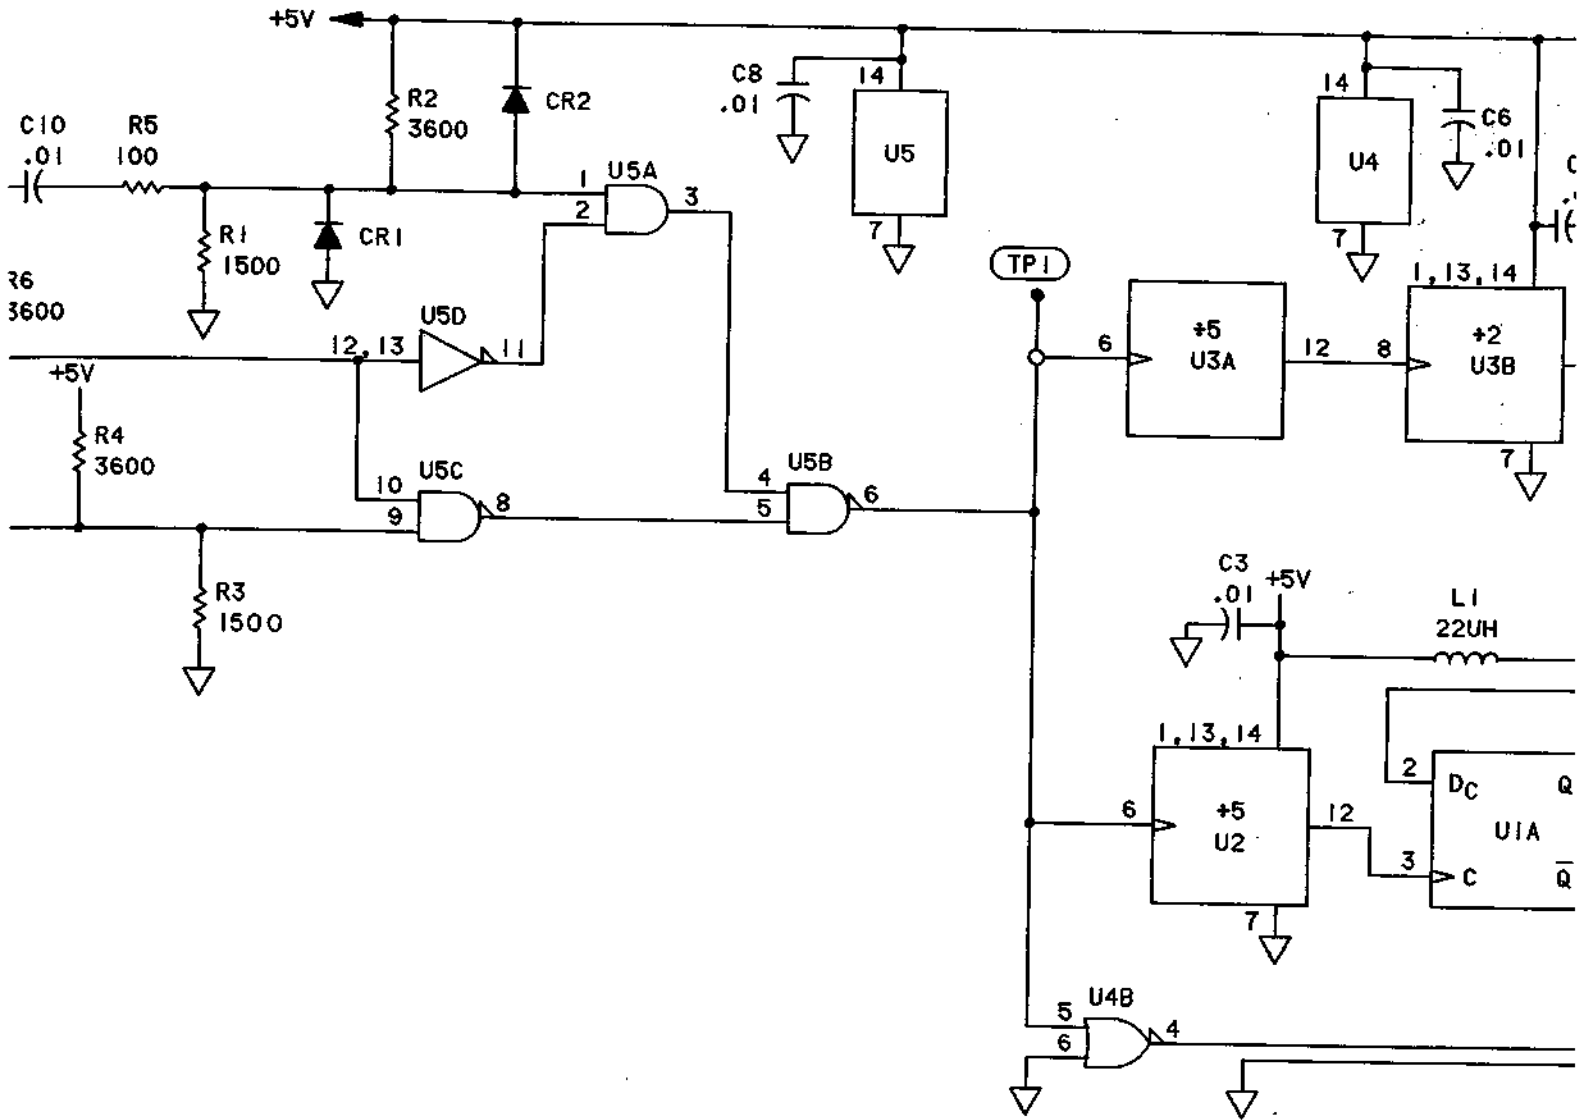 +5V
C8
.01
14
U5
7
14
U4
7
C6
.01
R2
3600
CR2
C10
.01
R5
100
U5A
1
2
3
R1
1500
CR1
R6
3600
TP1
1,13,14
U5D
12,13
11
6
÷5
U3A
12
8
÷2
U3B
7
+5V
R4
3600
U5C
10
9
8
U5B
4
5
6
R3
1500
C3
.01
+5V
L1
22UH
1,13,14
6
÷5
U2
12
7
2
DC
Q
U1A
3
C
Q̅
U4B
5
6
4